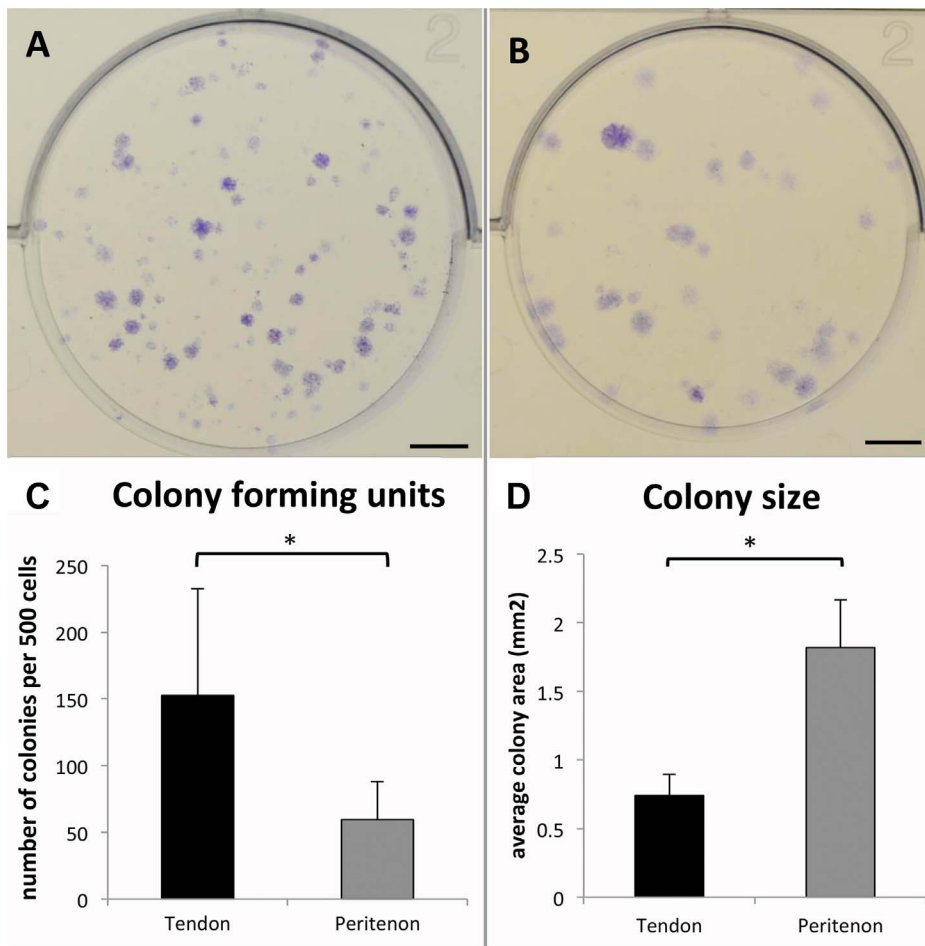 A
2
B
2
C
Colony forming units
*
number of colonies per 500 cells
250
200
150
100
50
0
Tendon
Peritenon
D
Colony size
*
average colony area (mm2)
2.5
2
1.5
1
0.5
0
Tendon
Peritenon